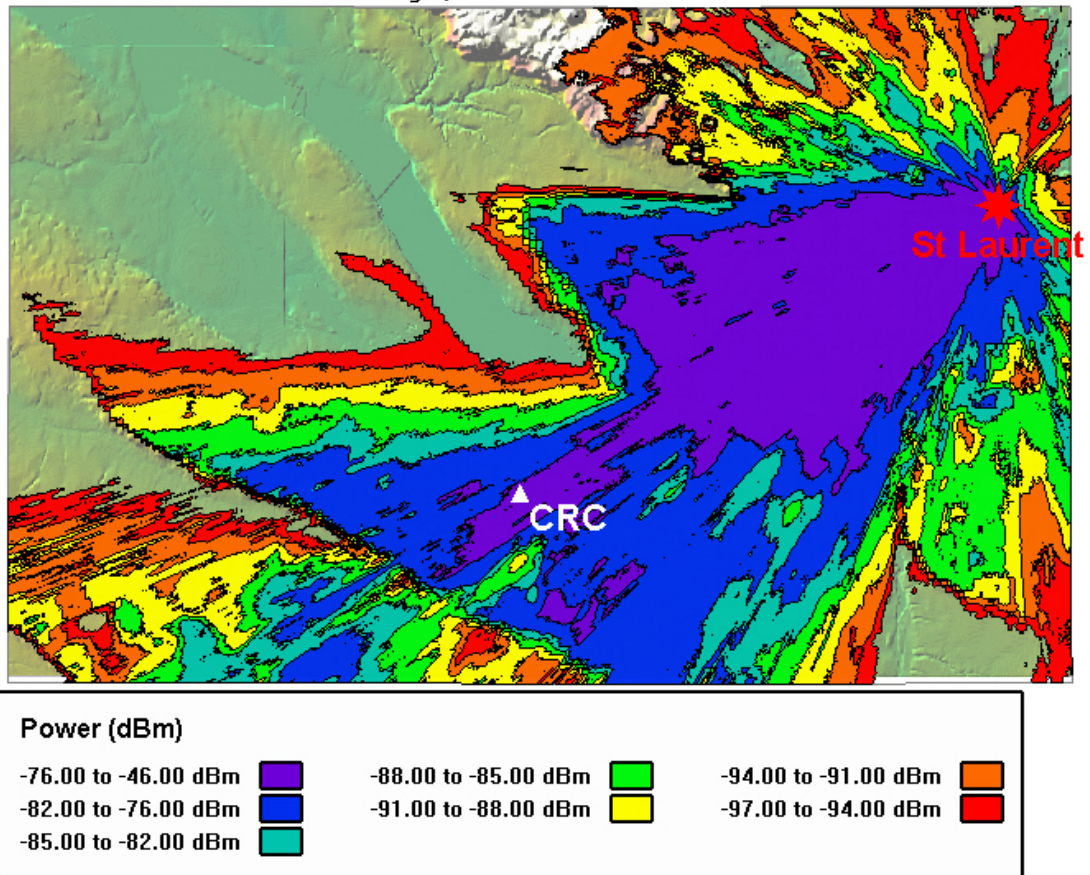 St Laurent
CRC
Power (dBm)
-76.00 to -46.00 dBm
-82.00 to -76.00 dBm
-85.00 to -82.00 dBm
-88.00 to -85.00 dBm
-91.00 to -88.00 dBm
-94.00 to -91.00 dBm
-97.00 to -94.00 dBm